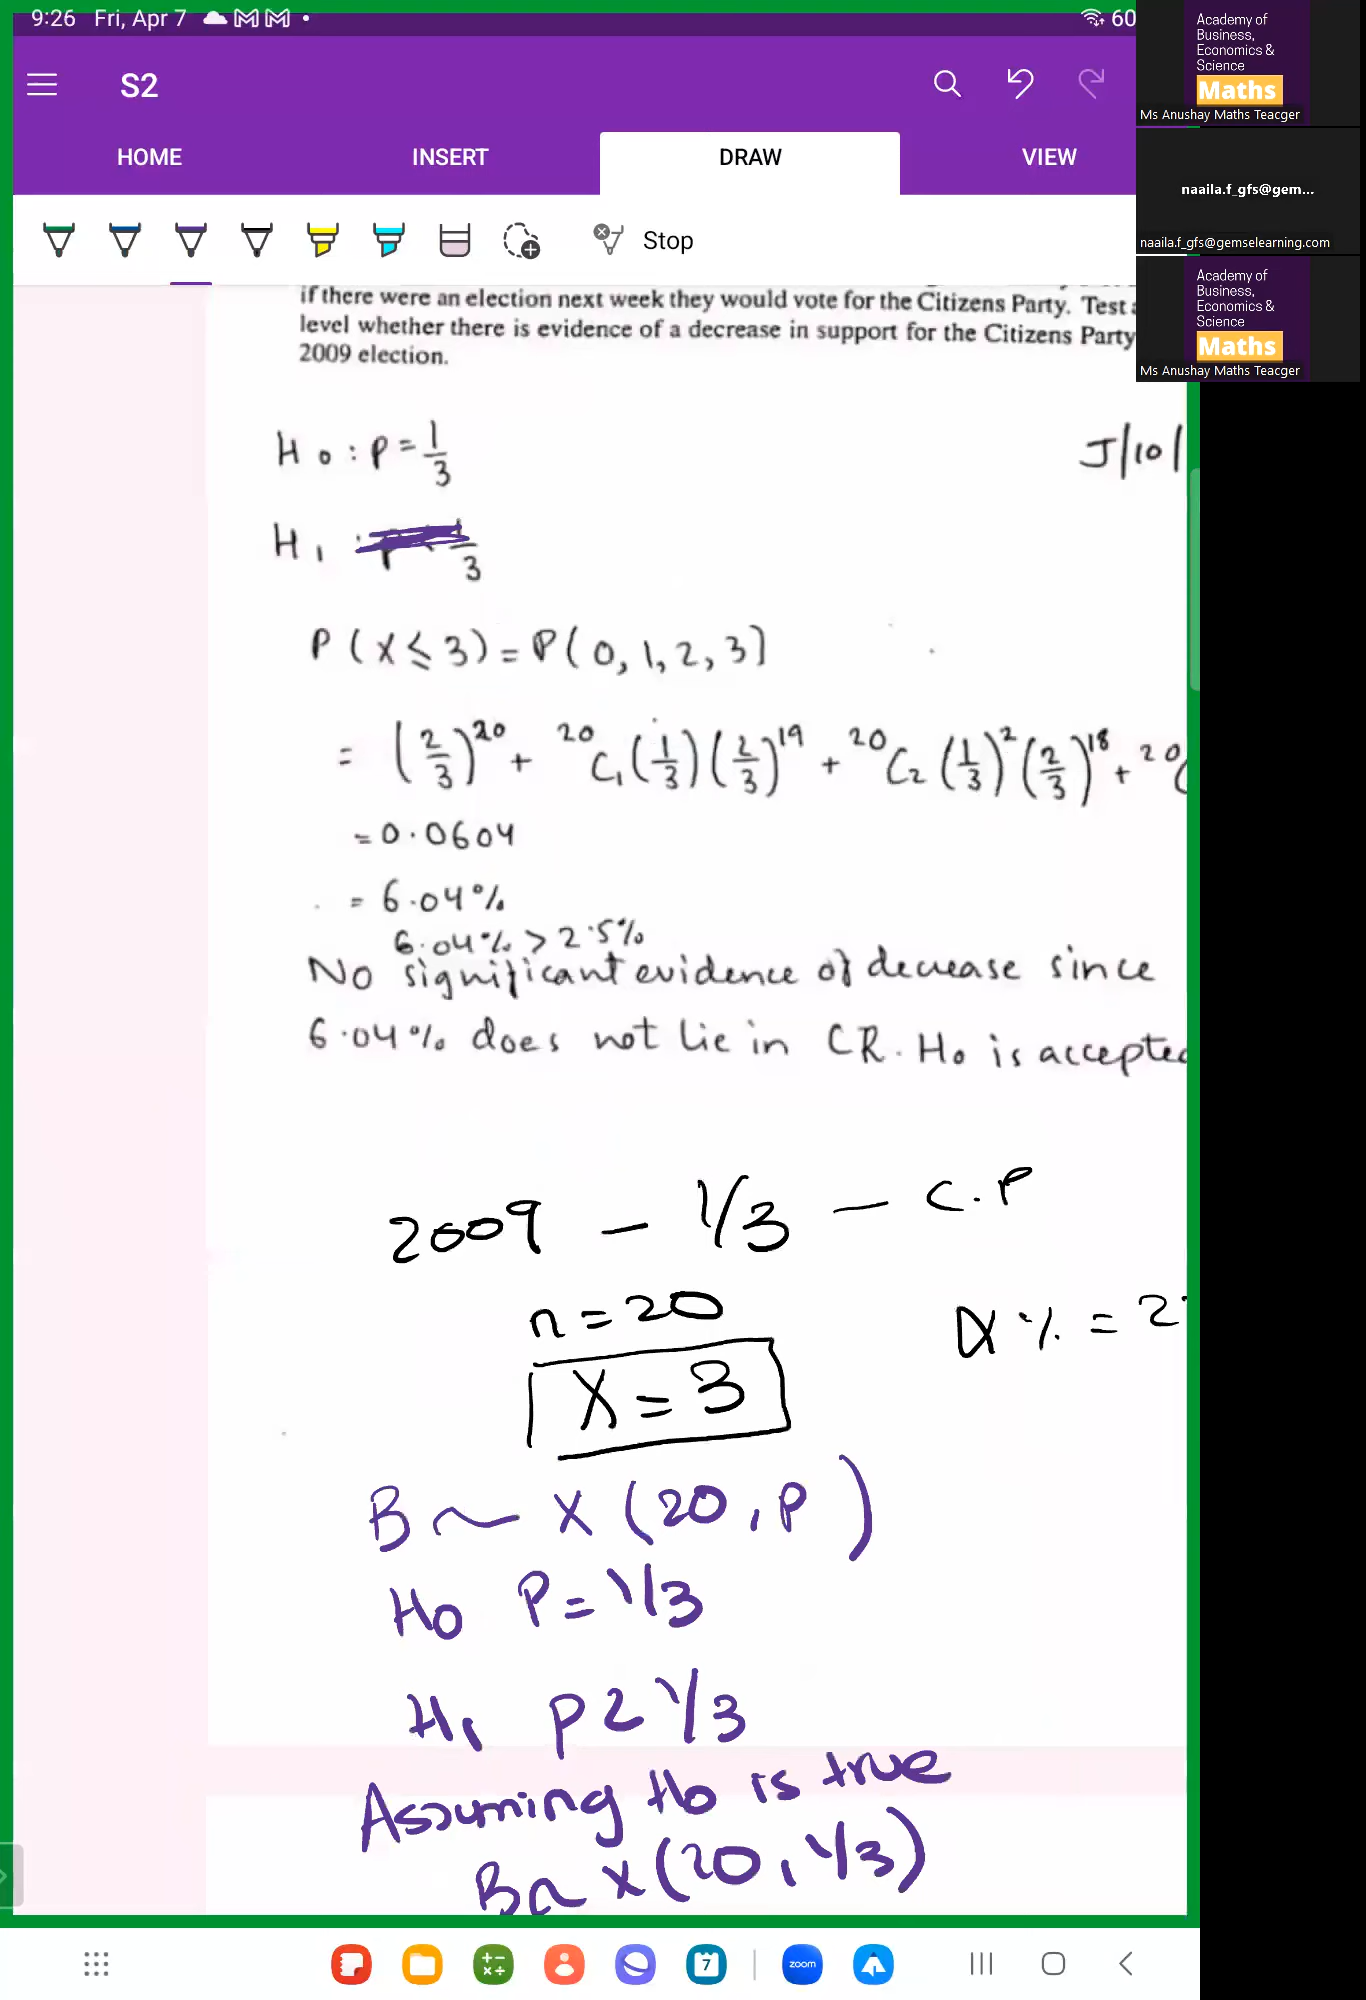 9:26 Fri, Apr 7
60
S2
HOME INSERT DRAW VIEW
Stop
Academy of
Business,
Economics &
Science
Maths
Ms Anushay Maths Teacger
naaila.f_gfs@gem...
naaila.f_gfs@gemselearning.com
Academy of
Business,
Economics &
Science
Maths
Ms Anushay Maths Teacger
if there were an election next week they would vote for the Citizens Party. Test
level whether there is evidence of a decrease in support for the Citizens Party
2009 election.
H₀ : P = 1/3
J/10/
H₁ : 3
P(X ≤ 3) = P(0, 1, 2, 3)
= (2/3)²⁰ + ²⁰C₁(1/3)(2/3)¹⁹ + ²⁰C₂(1/3)²(2/3)¹⁸ + ²⁰C
= 0.0604
= 6.04%
6.04% > 2.5%
No significant evidence of decrease since
6.04% does not lie in CR. H₀ is accepted
2009 – 1/3 – C.P
n = 20
α % = 2
X = 3
B ~ X (20, P)
H₀ P = 1/3
H₁ P < 1/3
Assuming H₀ is true
B ~ X (20, 1/3)
7
zoom